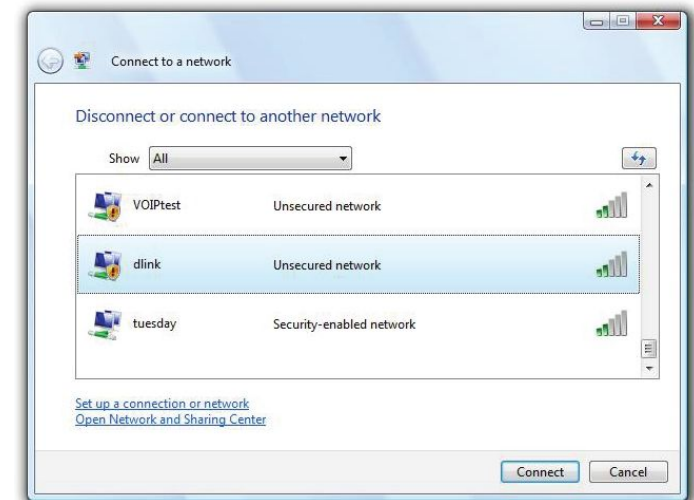 Connect to a network
Disconnect or connect to another network
Show All
VOIPtest Unsecured network
dlink Unsecured network
tuesday Security-enabled network
Set up a connection or network
Open Network and Sharing Center
Connect Cancel